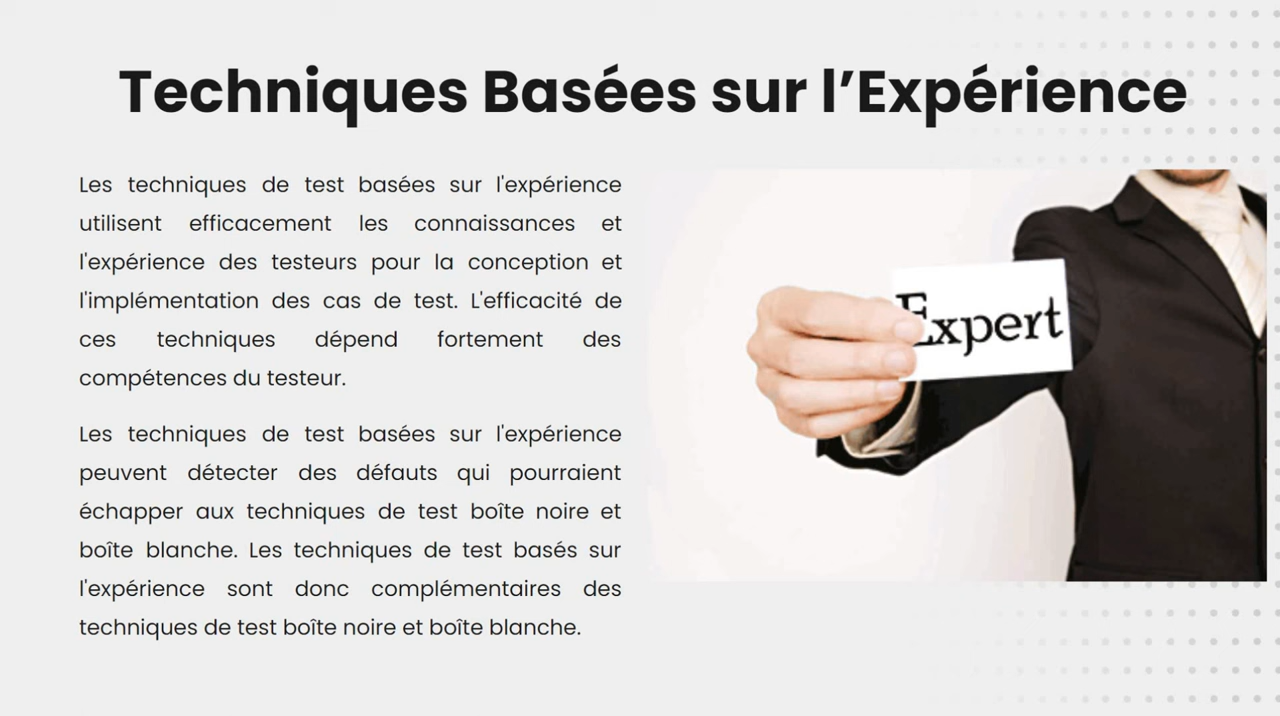 Techniques Basées sur l’Expérience
Les techniques de test basées sur l'expérience
utilisent efficacement les connaissances et
l'expérience des testeurs pour la conception et
l'implémentation des cas de test. L'efficacité de
ces techniques dépend fortement des
compétences du testeur.
Les techniques de test basées sur l'expérience
peuvent détecter des défauts qui pourraient
échapper aux techniques de test boîte noire et
boîte blanche. Les techniques de test basés sur
l'expérience sont donc complémentaires des
techniques de test boîte noire et boîte blanche.
Expert